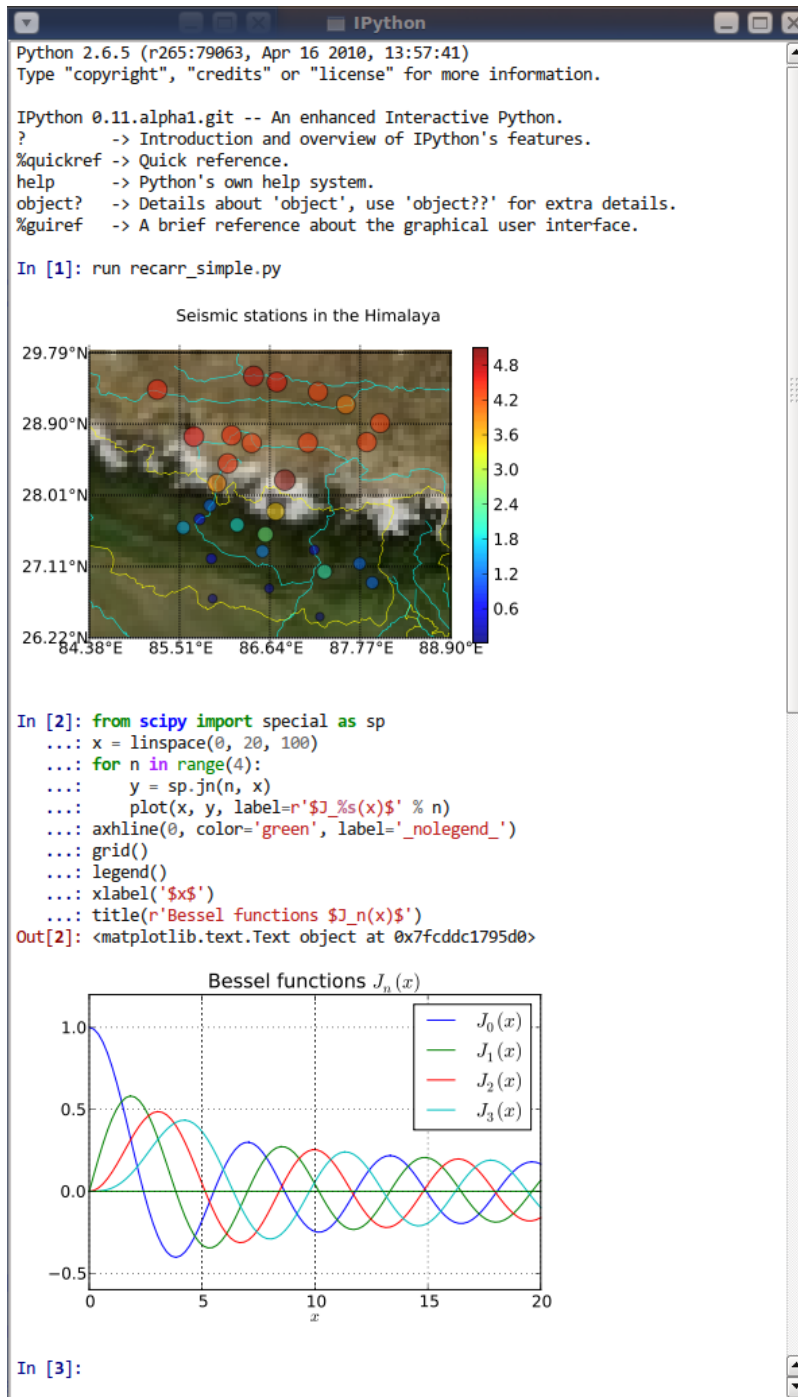 IPython
Python 2.6.5 (r265:79063, Apr 16 2010, 13:57:41)
Type "copyright", "credits" or "license" for more information.
IPython 0.11.alpha1.git -- An enhanced Interactive Python.
?         -> Introduction and overview of IPython's features.
%quickref -> Quick reference.
help      -> Python's own help system.
object?   -> Details about 'object', use 'object??' for extra details.
%guiref   -> A brief reference about the graphical user interface.
In [1]: run recarr_simple.py
Seismic stations in the Himalaya
29.79°N
28.90°N
28.01°N
27.11°N
26.22°N
84.38°E 85.51°E 86.64°E 87.77°E 88.90°E
4.8
4.2
3.6
3.0
2.4
1.8
1.2
0.6
In [2]: from scipy import special as sp
   ...: x = linspace(0, 20, 100)
   ...: for n in range(4):
   ...:     y = sp.jn(n, x)
   ...:     plot(x, y, label=r'$J_%s(x)$' % n)
   ...: axhline(0, color='green', label='_nolegend_')
   ...: grid()
   ...: legend()
   ...: xlabel('$x$')
   ...: title(r'Bessel functions $J_n(x)$')
Out[2]: <matplotlib.text.Text object at 0x7fcddc1795d0>
Bessel functions J_n(x)
1.0
0.5
0.0
−0.5
J_0(x)
J_1(x)
J_2(x)
J_3(x)
0 5 10 15 20
x
In [3]: